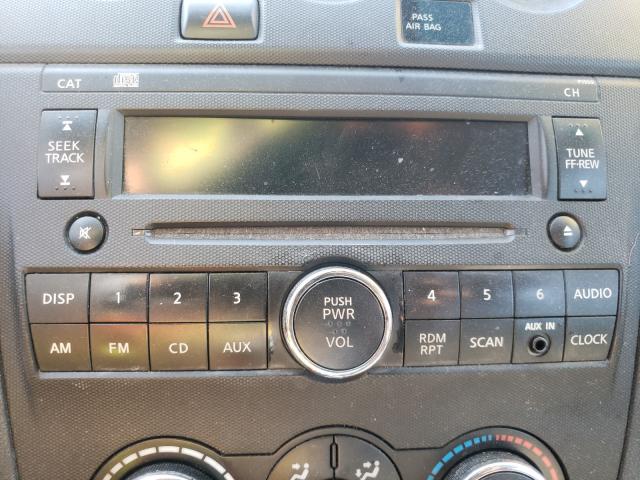 PASS
AIR BAG
CAT
CH
SEEK
TRACK
TUNE
FF·REW
DISP 1 2 3
PUSH
PWR
VOL
4 5 6 AUDIO
AM FM CD AUX
RDM
RPT
SCAN
AUX IN
CLOCK